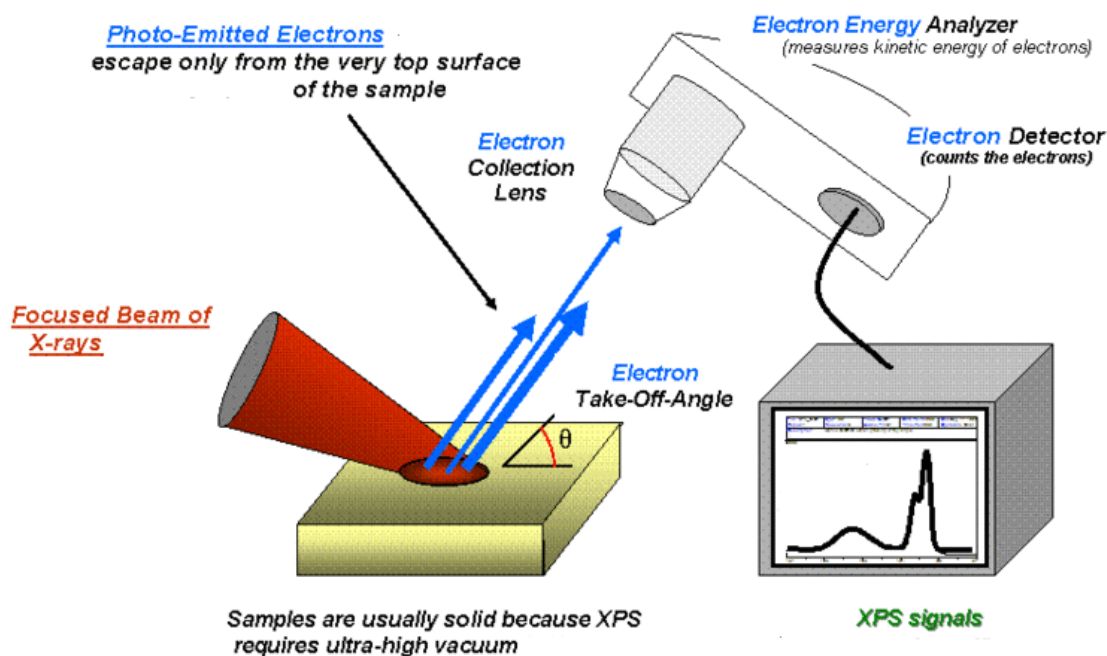 Photo-Emitted Electrons
escape only from the very top surface
of the sample
Electron Energy Analyzer
(measures kinetic energy of electrons)
Electron
Collection
Lens
Electron Detector
(counts the electrons)
Focused Beam of
X-rays
Electron
Take-Off-Angle
θ
Samples are usually solid because XPS
requires ultra-high vacuum
XPS signals